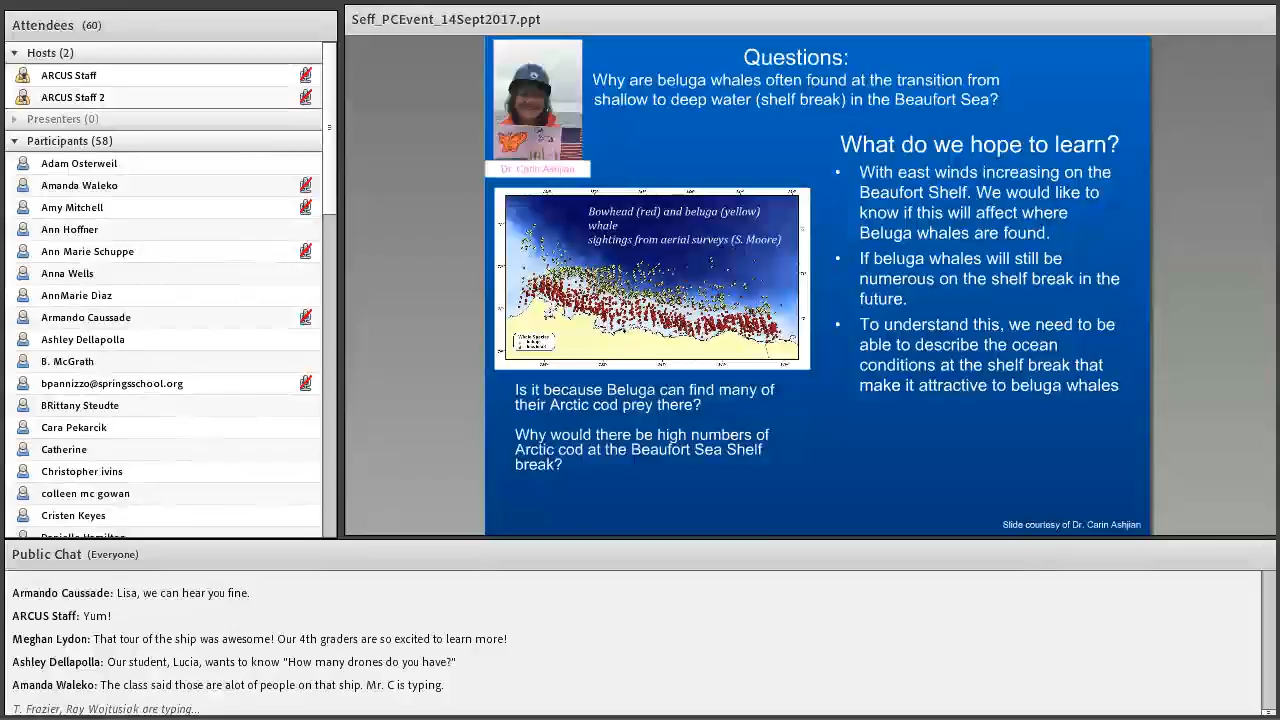 Attendees (60)
Hosts (2)
ARCUS Staff
ARCUS Staff 2
Presenters (0)
Participants (58)
Adam Osterweil
Amanda Waleko
Amy Mitchell
Ann Hoffner
Ann Marie Schuppe
Anna Wells
AnnMarie Diaz
Armando Caussade
Ashley Dellapolla
B. McGrath
bpannizzo@springsschool.org
BRittany Steudte
Cara Pekarcik
Catherine
Christopher ivins
colleen mc gowan
Cristen Keyes
Seff_PCEvent_14Sept2017.ppt
Questions:
Why are beluga whales often found at the transition from
shallow to deep water (shelf break) in the Beaufort Sea?
Dr. Carin Ashjian
Bowhead (red) and beluga (yellow)
whale
sightings from aerial surveys (S. Moore)
Is it because Beluga can find many of
their Arctic cod prey there?
Why would there be high numbers of
Arctic cod at the Beaufort Sea Shelf
break?
What do we hope to learn?
• With east winds increasing on the
Beaufort Shelf. We would like to
know if this will affect where
Beluga whales are found.
• If beluga whales will still be
numerous on the shelf break in the
future.
• To understand this, we need to be
able to describe the ocean
conditions at the shelf break that
make it attractive to beluga whales
Slide courtesy of Dr. Carin Ashjian
Public Chat (Everyone)
Armando Caussade: Lisa, we can hear you fine.
ARCUS Staff: Yum!
Meghan Lydon: That tour of the ship was awesome! Our 4th graders are so excited to learn more!
Ashley Dellapolla: Our student, Lucia, wants to know "How many drones do you have?"
Amanda Waleko: The class said those are alot of people on that ship. Mr. C is typing.
T. Frazier, Ray Wojtusiak are typing...